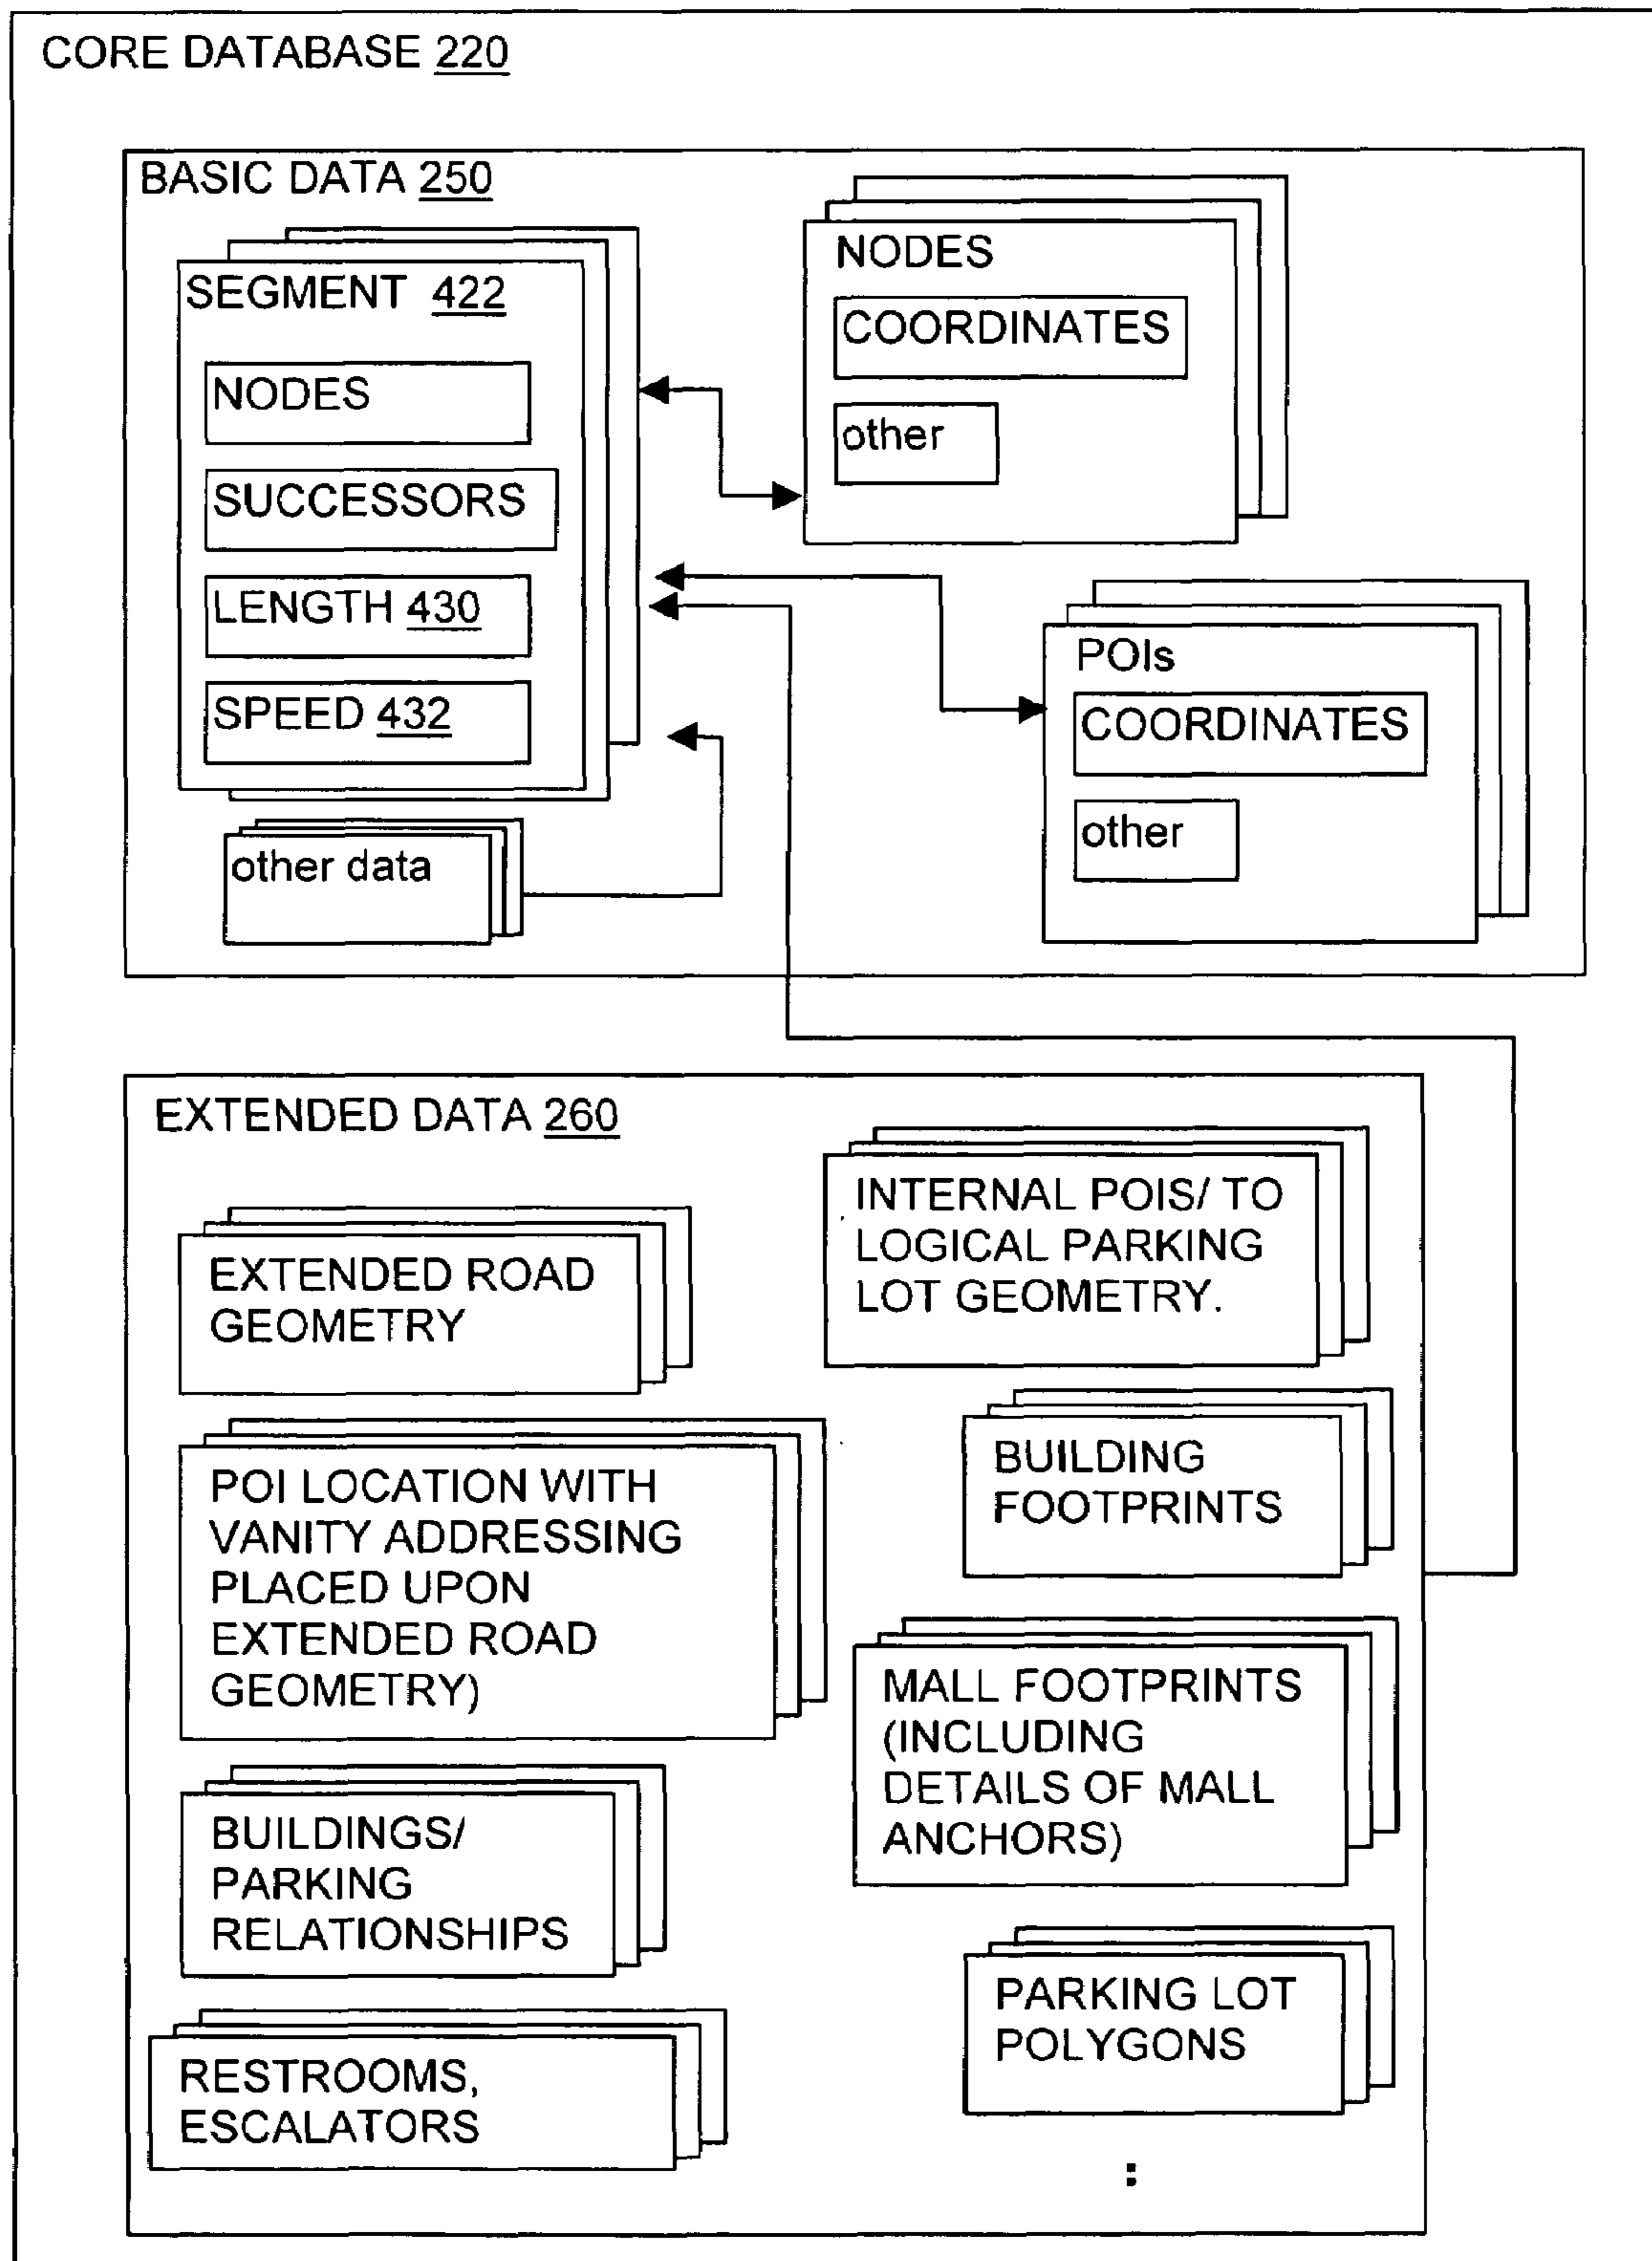 CORE DATABASE 220
BASIC DATA 250
SEGMENT 422
NODES
SUCCESSORS
LENGTH 430
SPEED 432
other data
NODES
COORDINATES
other
POIs
COORDINATES
other
EXTENDED DATA 260
EXTENDED ROAD
GEOMETRY
POI LOCATION WITH
VANITY ADDRESSING
PLACED UPON
EXTENDED ROAD
GEOMETRY)
BUILDINGS/
PARKING
RELATIONSHIPS
RESTROOMS,
ESCALATORS
INTERNAL POIS/ TO
LOGICAL PARKING
LOT GEOMETRY.
BUILDING
FOOTPRINTS
MALL FOOTPRINTS
(INCLUDING
DETAILS OF MALL
ANCHORS)
PARKING LOT
POLYGONS
: